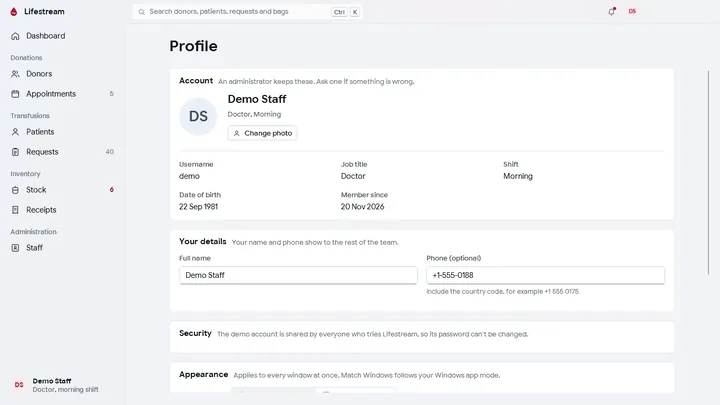 Lifestream
Search donors, patients, requests and bags
Ctrl K
DS
Dashboard
Donations
Donors
Appointments 5
Transfusions
Patients
Requests 40
Inventory
Stock 6
Receipts
Administration
Staff
DS
Demo Staff
Doctor, morning shift
Profile
Account An administrator keeps these. Ask one if something is wrong.
DS
Demo Staff
Doctor, Morning
Change photo
Username Job title Shift
demo Doctor Morning
Date of birth Member since
22 Sep 1981 20 Nov 2026
Your details Your name and phone show to the rest of the team.
Full name Phone (optional)
Demo Staff +1-555-0188
Include the country code, for example +1 555 0175
Security The demo account is shared by everyone who tries Lifestream, so its password can't be changed.
Appearance Applies to every window at once. Match Windows follows your Windows app mode.